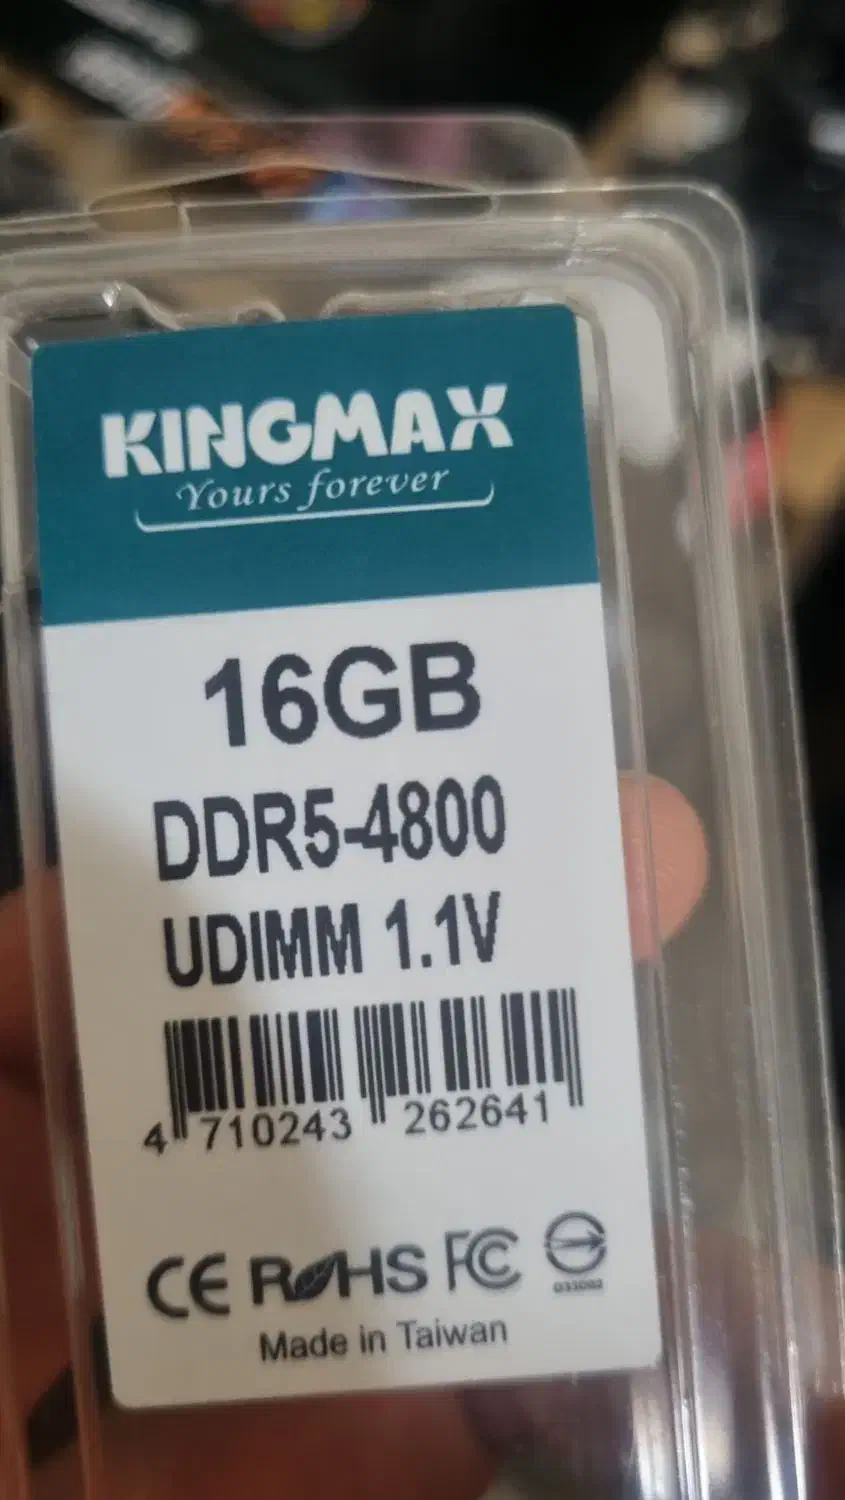 KINGMAX
Yours forever
16GB
DDR5-4800
UDIMM 1.1V
4 710243 262641
CE RoHS FC
Made in Taiwan